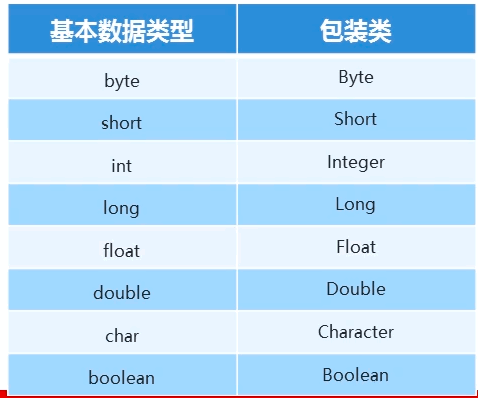 基本数据类型 包装类
byte Byte
short Short
int Integer
long Long
float Float
double Double
char Character
boolean Boolean